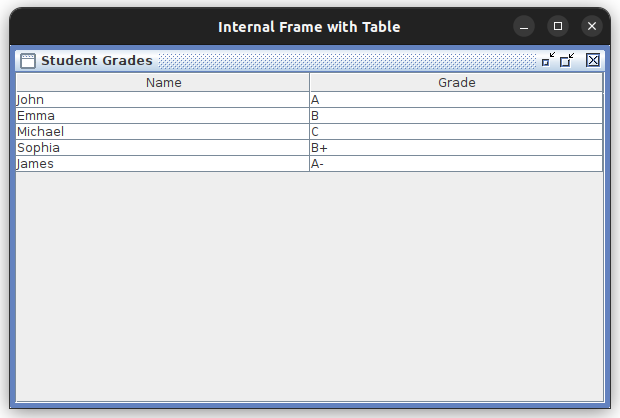 Internal Frame with Table
Student Grades
Name Grade
John A
Emma B
Michael C
Sophia B+
James A-